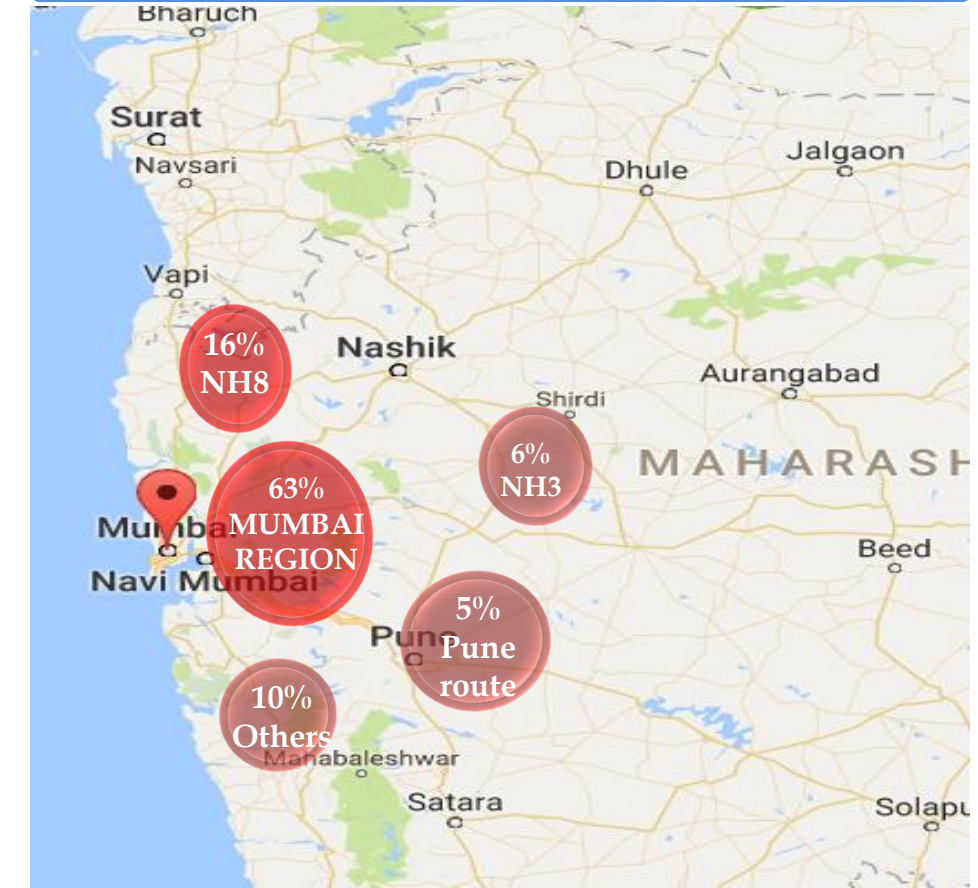 Bharuch
Surat
Navsari
Dhule
Jalgaon
Vapi
16%
NH8
Nashik
Aurangabad
Shirdi
6%
NH3
MAHARASH
63%
MUMBAI
REGION
Mumba
Navi Mumbai
Beed
5%
Pune
Pune
route
10%
Others
Mahabaleshwar
Satara
Solapu